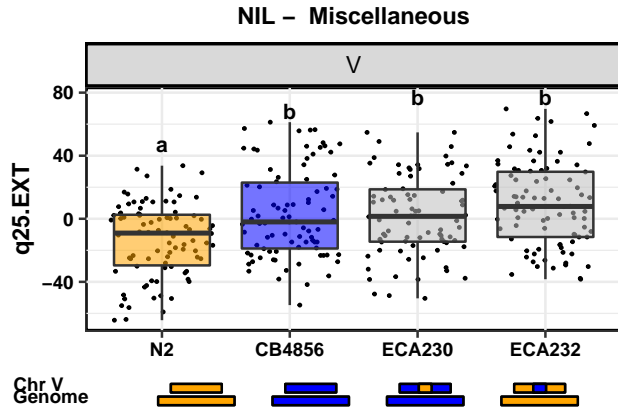 NIL – Miscellaneous
V
80
40
0
−40
q25.EXT
a
b
b
b
N2 CB4856 ECA230 ECA232
Chr V
Genome